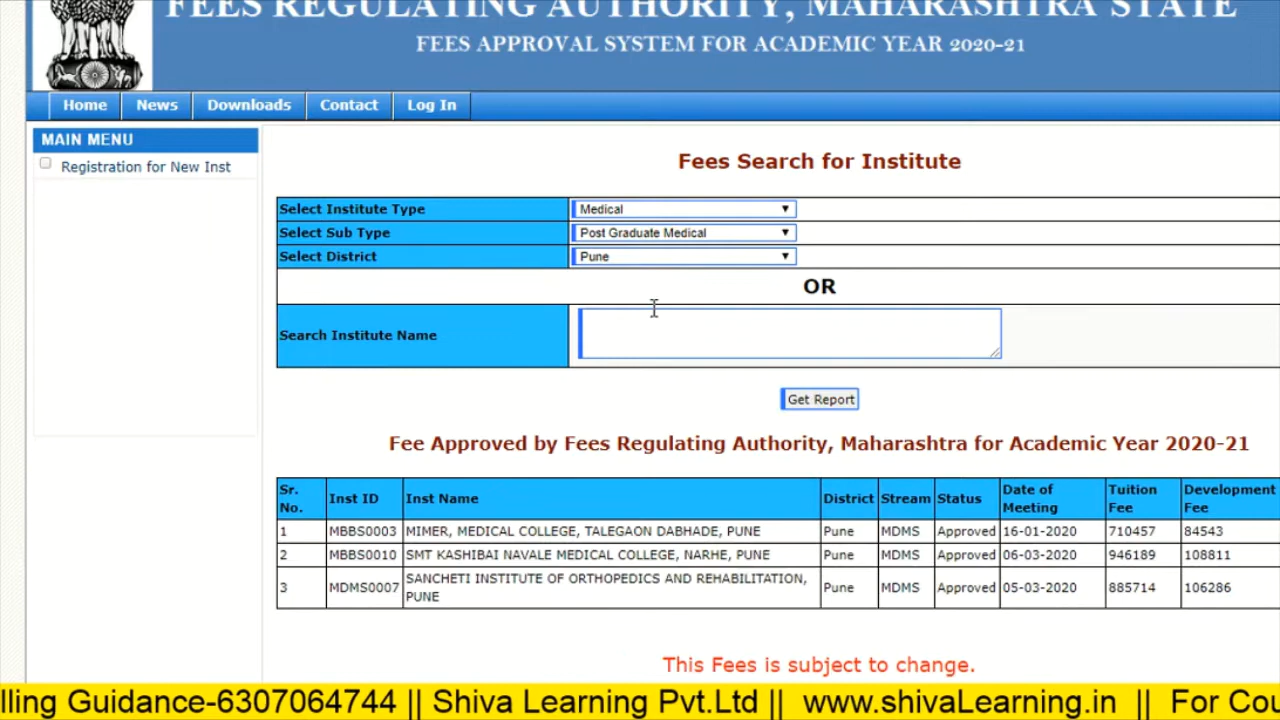 FEES REGULATING AUTHORITY, MAHARASHTRA STATE
FEES APPROVAL SYSTEM FOR ACADEMIC YEAR 2020-21
Home News Downloads Contact Log In
MAIN MENU
Registration for New Inst
Fees Search for Institute
Select Institute Type Medical
Select Sub Type Post Graduate Medical
Select District Pune
OR
Search Institute Name
Get Report
Fee Approved by Fees Regulating Authority, Maharashtra for Academic Year 2020-21
Sr. No. Inst ID Inst Name District Stream Status Date of Meeting Tuition Fee Development Fee
1 MBBS0003 MIMER, MEDICAL COLLEGE, TALEGAON DABHADE, PUNE Pune MDMS Approved 16-01-2020 710457 84543
2 MBBS0010 SMT KASHIBAI NAVALE MEDICAL COLLEGE, NARHE, PUNE Pune MDMS Approved 06-03-2020 946189 108811
3 MDMS0007 SANCHETI INSTITUTE OF ORTHOPEDICS AND REHABILITATION, PUNE Pune MDMS Approved 05-03-2020 885714 106286
This Fees is subject to change.
lling Guidance-6307064744 || Shiva Learning Pvt.Ltd || www.shivaLearning.in || For Cou